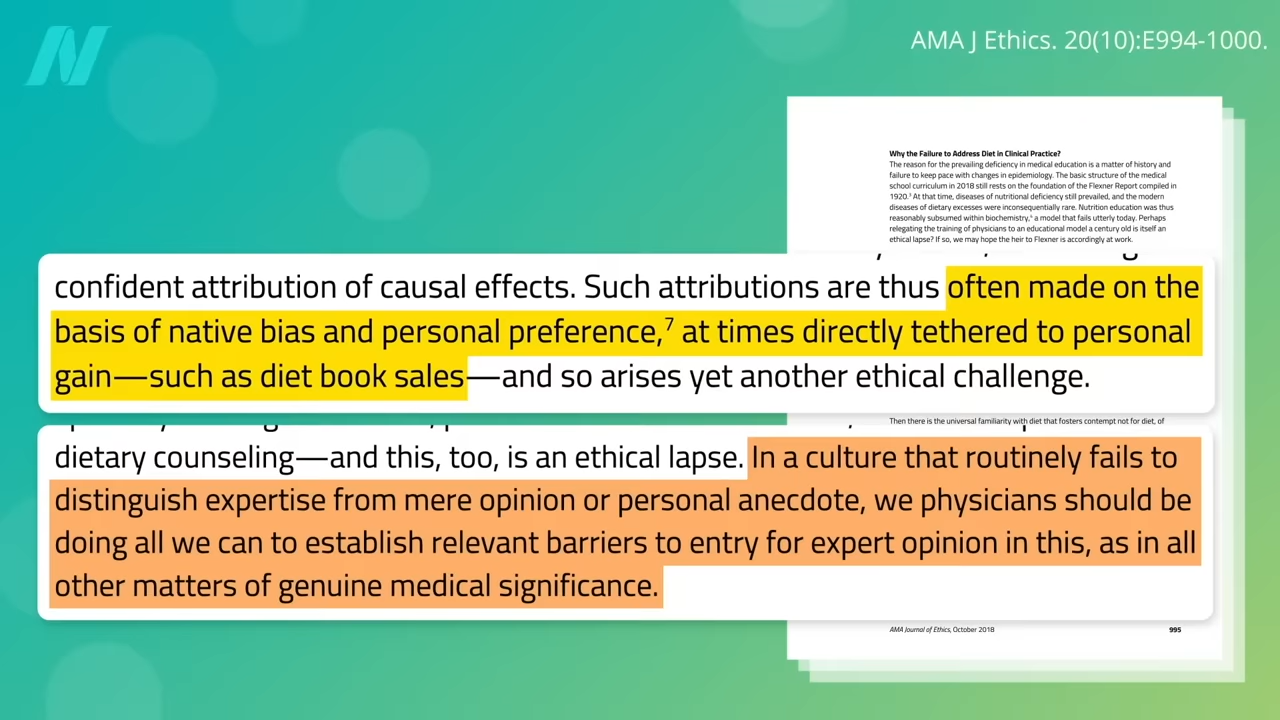 AMA J Ethics. 20(10):E994-1000.
Why the Failure to Address Diet in Clinical Practice?
The reason for the prevailing deficiency in medical education is a matter of history and
failure to keep pace with changes in epidemiology. The basic structure of the medical
school curriculum in 2018 still rests on the foundation of the Flexner Report compiled in
1920.³ At that time, diseases of nutritional deficiency still prevailed, and the modern
diseases of dietary excesses were inconsequentially rare. Nutrition education was thus
reasonably subsumed within biochemistry, a model that fails utterly today. Perhaps
relegating the training of physicians to an educational model a century old is itself an
ethical lapse? If so, we may hope the heir to Flexner is accordingly at work.
confident attribution of causal effects. Such attributions are thus often made on the
basis of native bias and personal preference,⁷ at times directly tethered to personal
gain—such as diet book sales—and so arises yet another ethical challenge.
Then there is the universal familiarity with diet that fosters contempt not for diet, of
dietary counseling—and this, too, is an ethical lapse. In a culture that routinely fails to
distinguish expertise from mere opinion or personal anecdote, we physicians should be
doing all we can to establish relevant barriers to entry for expert opinion in this, as in all
other matters of genuine medical significance.
AMA Journal of Ethics, October 2018 995